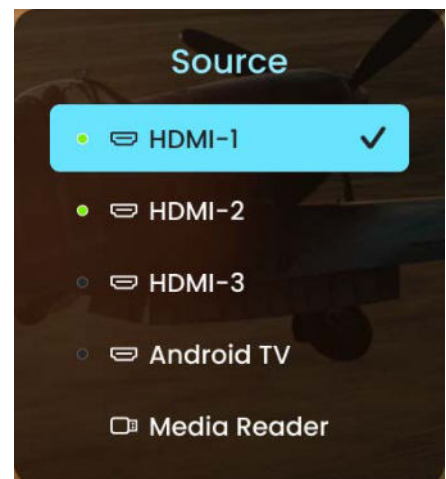 Source
HDMI-1
HDMI-2
HDMI-3
Android TV
Media Reader